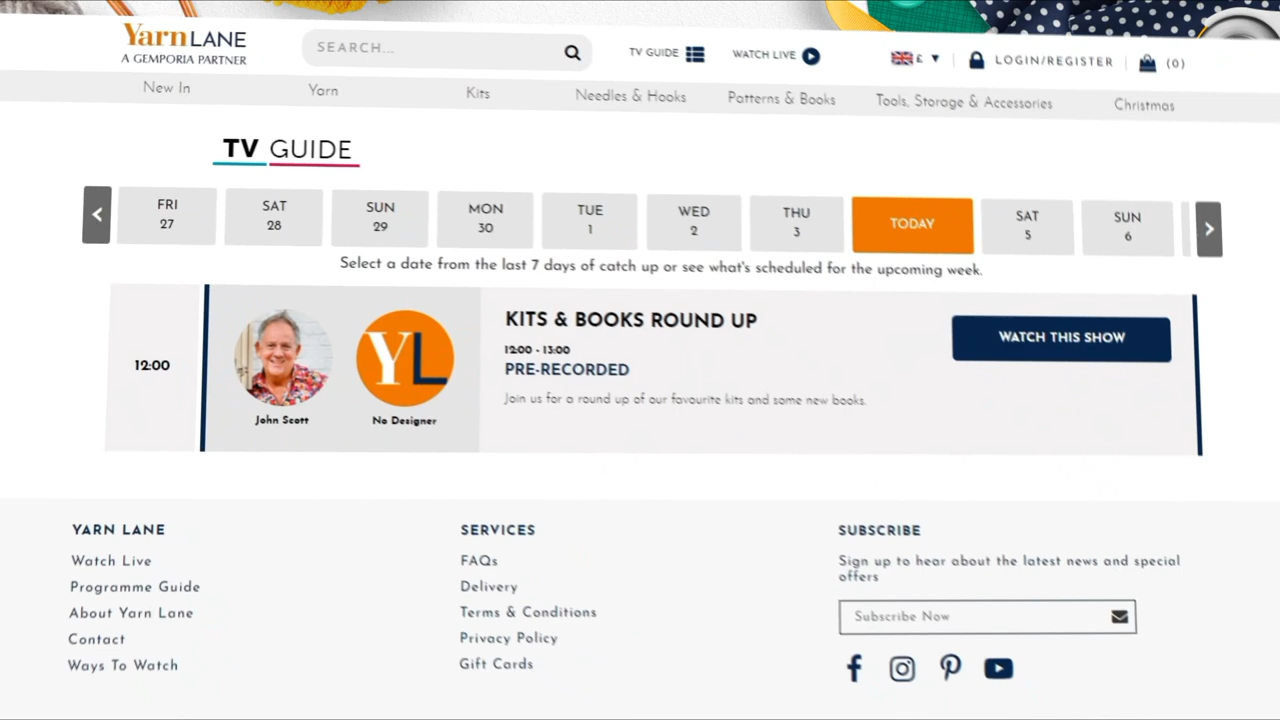 YarnLANE
A GEMPORIA PARTNER
SEARCH...
TV GUIDE
WATCH LIVE
£
LOGIN/REGISTER
(0)
New In
Yarn
Kits
Needles & Hooks
Patterns & Books
Tools, Storage & Accessories
Christmas
TV GUIDE
FRI
27
SAT
28
SUN
29
MON
30
TUE
1
WED
2
THU
3
TODAY
SAT
5
SUN
6
Select a date from the last 7 days of catch up or see what's scheduled for the upcoming week.
12:00
John Scott
YL
No Designer
KITS & BOOKS ROUND UP
12:00 - 13:00
PRE-RECORDED
Join us for a round up of our favourite kits and some new books.
WATCH THIS SHOW
YARN LANE
Watch Live
Programme Guide
About Yarn Lane
Contact
Ways To Watch
SERVICES
FAQs
Delivery
Terms & Conditions
Privacy Policy
Gift Cards
SUBSCRIBE
Sign up to hear about the latest news and special
offers
Subscribe Now